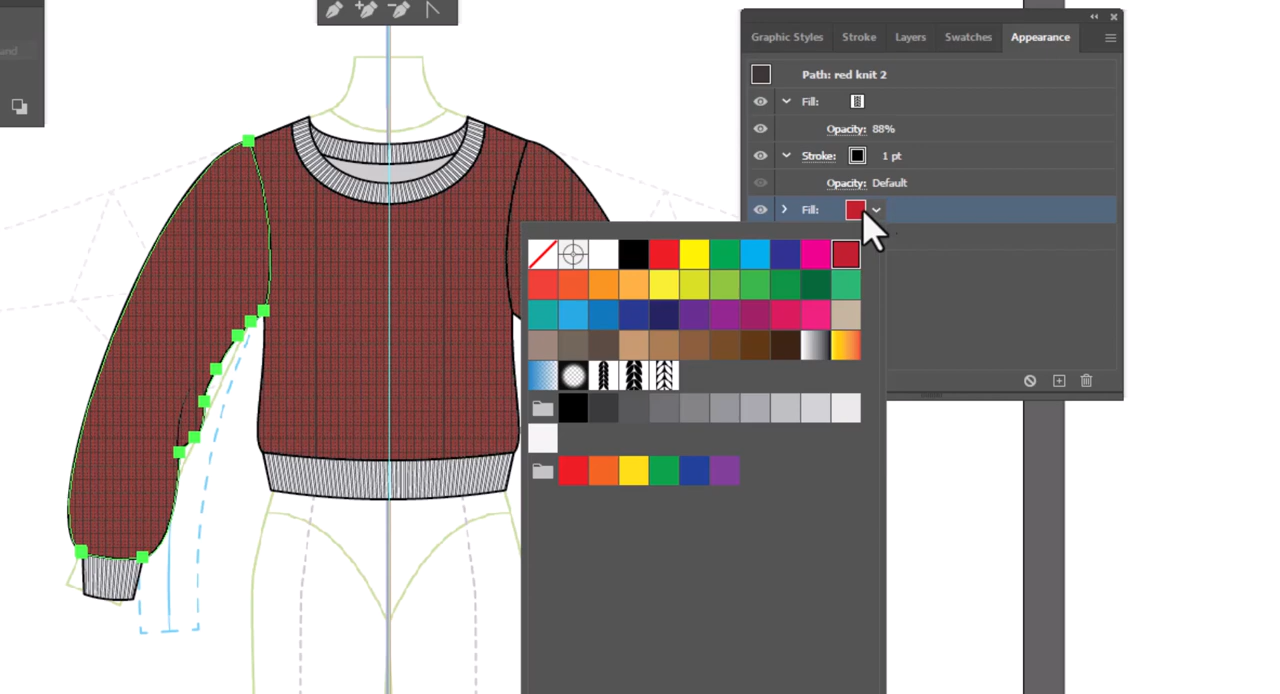 und
Graphic Styles Stroke Layers Swatches Appearance
Path: red knit 2
Fill:
Opacity: 88%
Stroke: 1 pt
Opacity: Default
Fill: